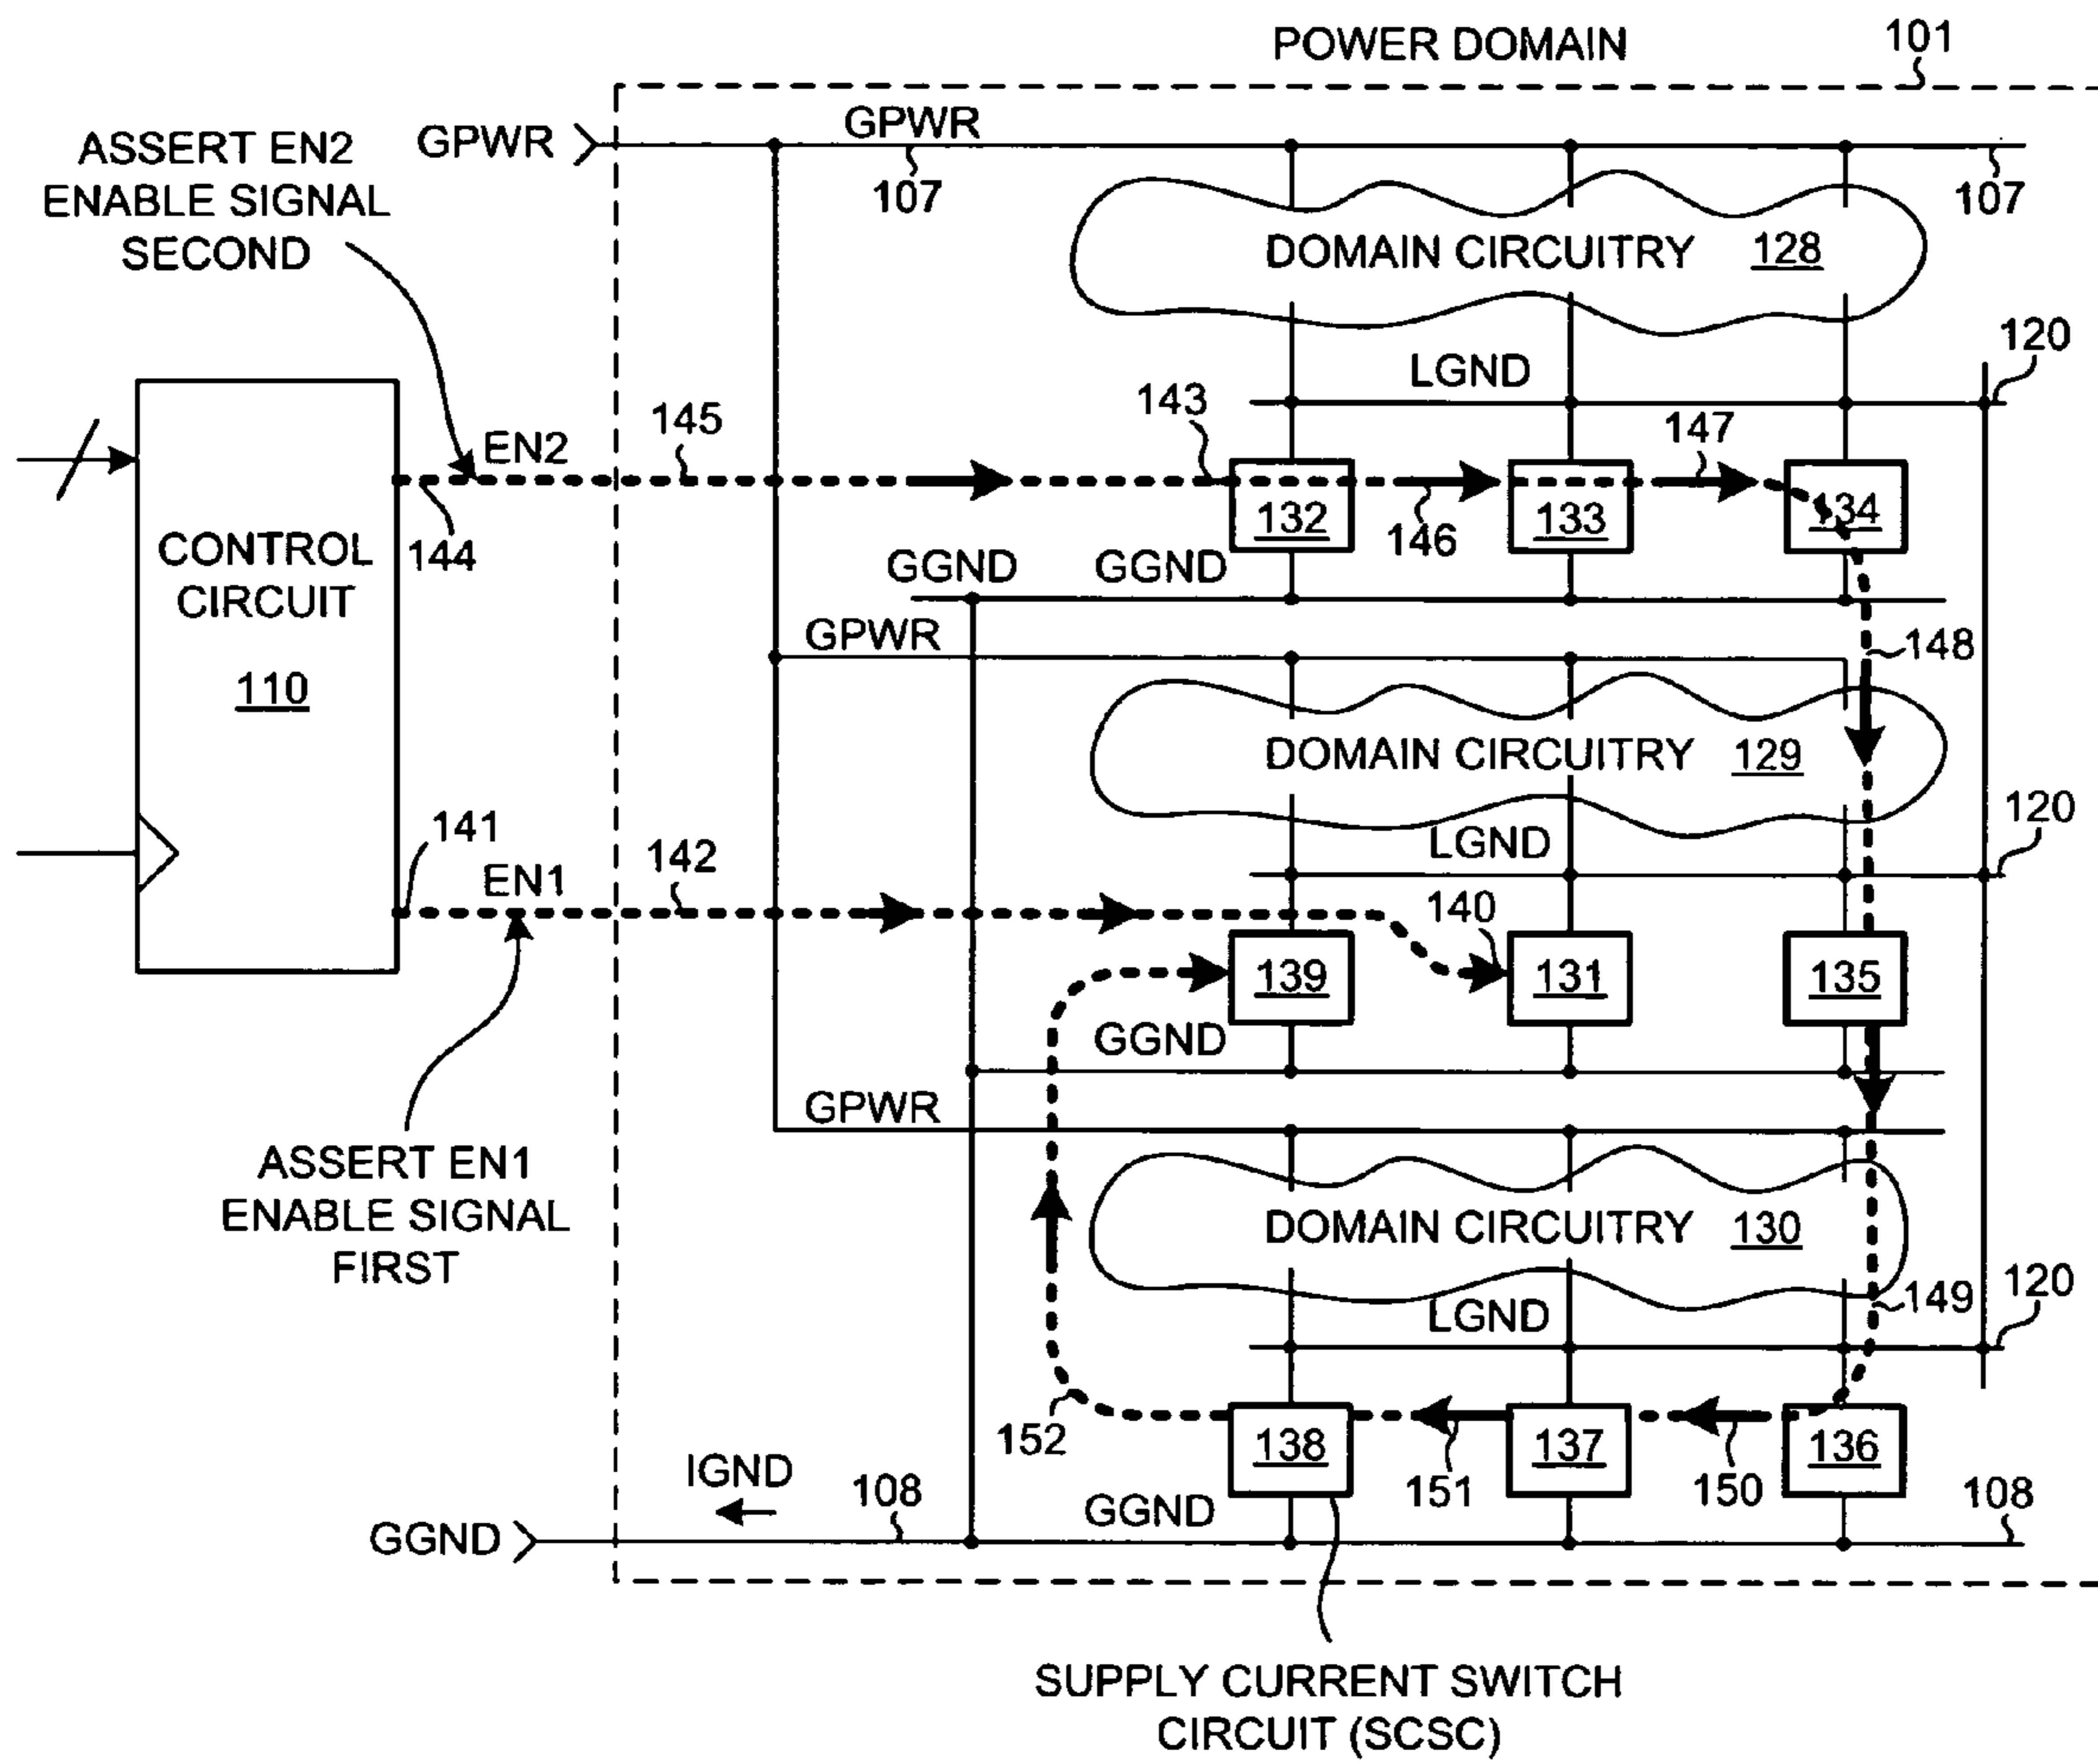 POWER DOMAIN
101
GPWR
GPWR
107
107
ASSERT EN2
ENABLE SIGNAL
SECOND
DOMAIN CIRCUITRY 128
120
LGND
143
147
145
EN2
132
133
134
146
144
CONTROL
CIRCUIT
110
GGND
GGND
GPWR
148
DOMAIN CIRCUITRY 129
120
141
LGND
142
EN1
140
139
131
135
GGND
GPWR
ASSERT EN1
ENABLE SIGNAL
FIRST
DOMAIN CIRCUITRY 130
120
149
LGND
152
138
137
136
151
150
IGND
108
GGND
108
GGND
SUPPLY CURRENT SWITCH
CIRCUIT (SCSC)